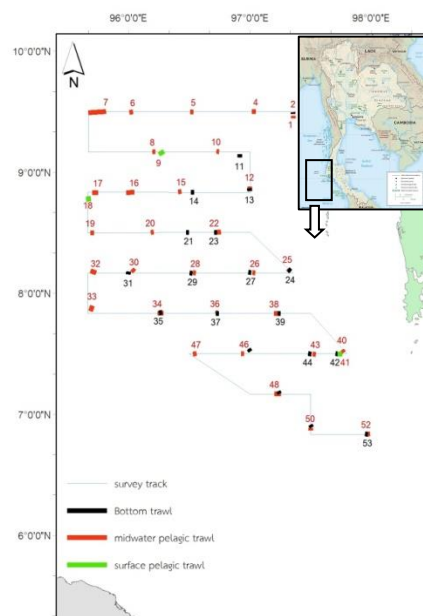 96°0'0"E 97°0'0"E 98°0'0"E
10°0'0"N
N
7 6 5 4 2
1
8 10
9 11
12
17 16 15
14 13
18
19 20 22
21 23
25
32 30 28 26
31 29 27 24
33
34 36 38
35 37 39
40
47 46 43
44 42 41
48
50 52
53
9°0'0"N
8°0'0"N
7°0'0"N
6°0'0"N
LAOS
BURMA
CAMBODIA
survey track
Bottom trawl
midwater pelagic trawl
surface pelagic trawl